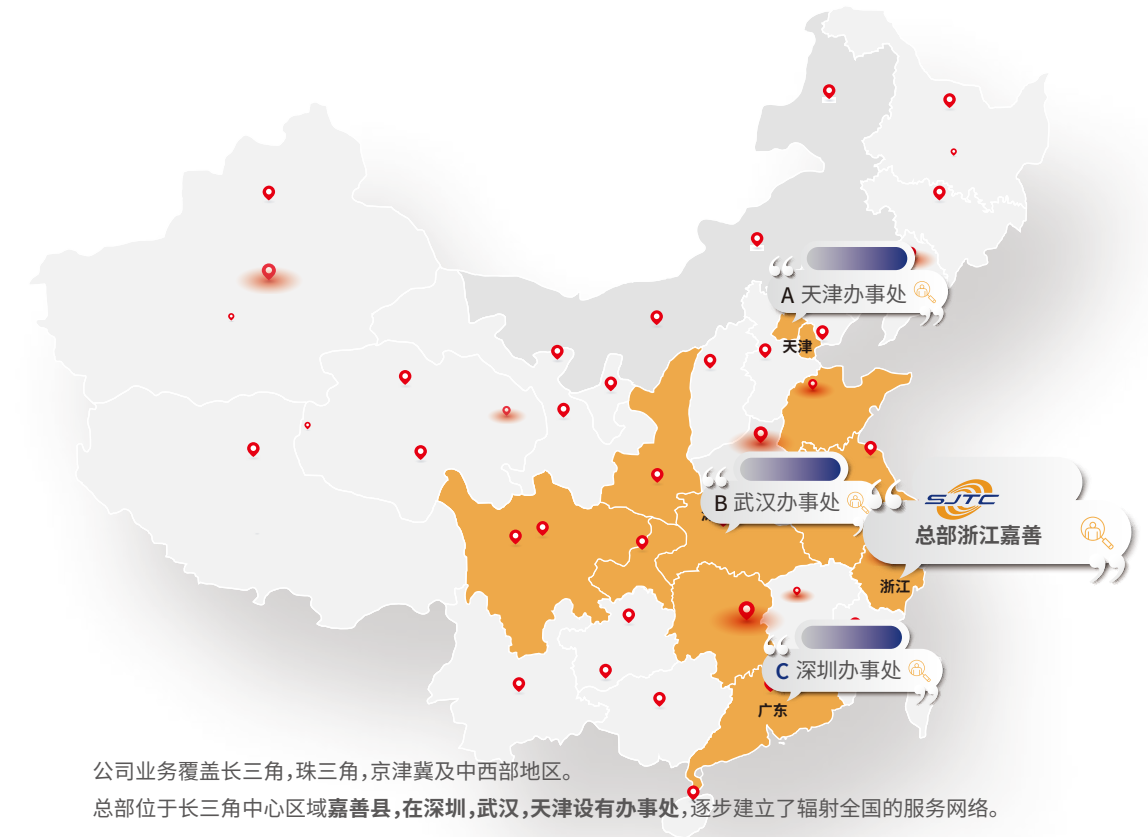 A 天津办事处
天津
B 武汉办事处
SJTC
总部浙江嘉善
浙江
C 深圳办事处
广东
公司业务覆盖长三角,珠三角,京津冀及中西部地区。
总部位于长三角中心区域嘉善县,在深圳,武汉,天津设有办事处,逐步建立了辐射全国的服务网络。